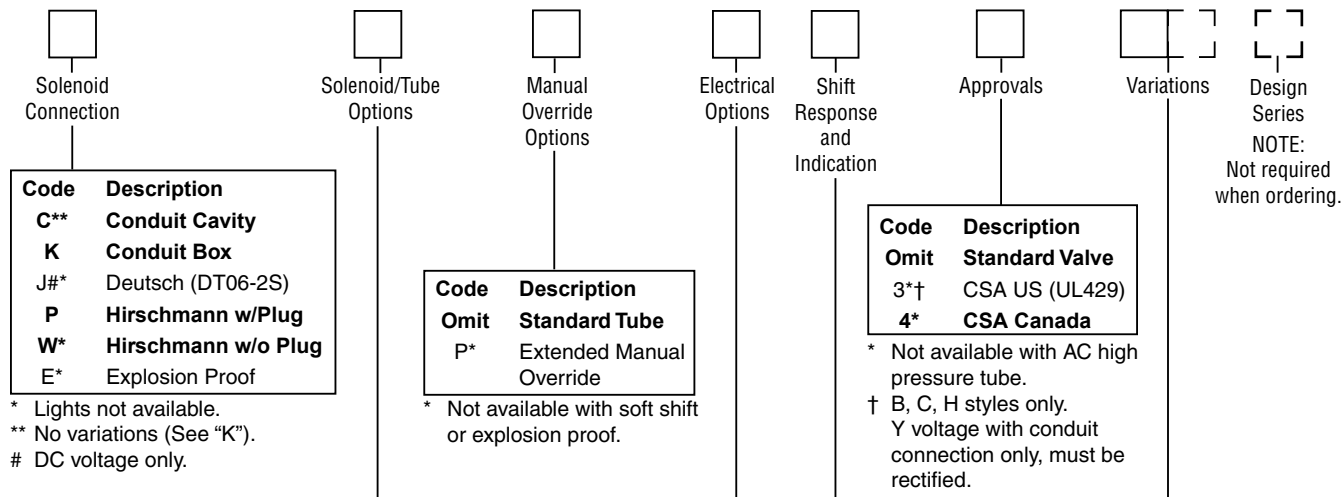 Solenoid
Connection
Solenoid/Tube
Options
Manual
Override
Options
Electrical
Options
Shift
Response
and
Indication
Approvals
Variations
Design
Series
NOTE:
Not required
when ordering.
Code Description
C** Conduit Cavity
K Conduit Box
J#* Deutsch (DT06-2S)
P Hirschmann w/Plug
W* Hirschmann w/o Plug
E* Explosion Proof
* Lights not available.
** No variations (See “K”).
# DC voltage only.
Code Description
Omit Standard Tube
P* Extended Manual
Override
* Not available with soft shift
or explosion proof.
Code Description
Omit Standard Valve
3*† CSA US (UL429)
4* CSA Canada
* Not available with AC high
pressure tube.
† B, C, H styles only.
Y voltage with conduit
connection only, must be
rectified.